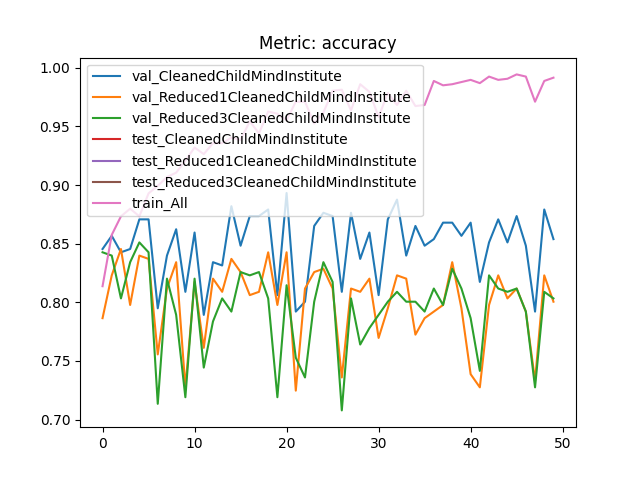 Metric: accuracy
1.00
0.95
0.90
0.85
0.80
0.75
0.70
val_CleanedChildMindInstitute
val_Reduced1CleanedChildMindInstitute
val_Reduced3CleanedChildMindInstitute
test_CleanedChildMindInstitute
test_Reduced1CleanedChildMindInstitute
test_Reduced3CleanedChildMindInstitute
train_All
0 10 20 30 40 50